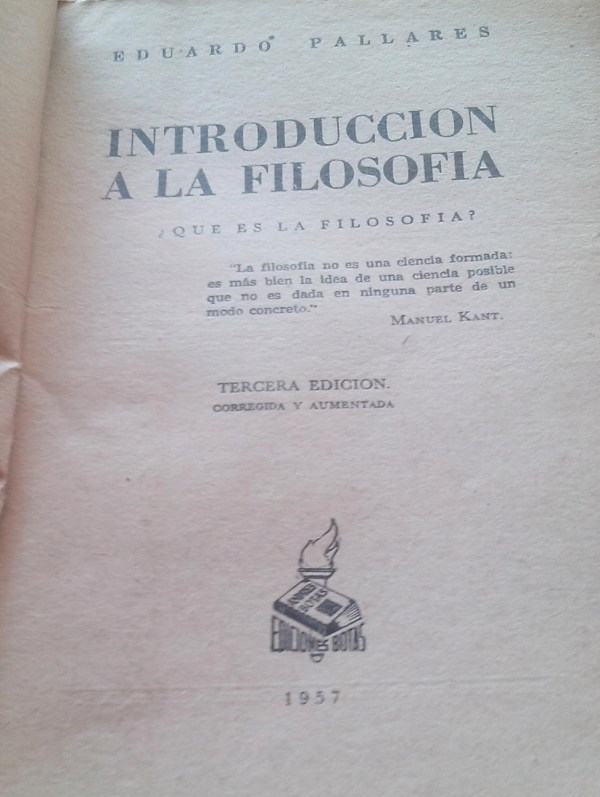 EDUARDO PALLARES
INTRODUCCION
A LA FILOSOFIA
¿QUE ES LA FILOSOFIA?
"La filosofía no es una ciencia formada:
es más bien la idea de una ciencia posible
que no es dada en ninguna parte de un
modo concreto."
MANUEL KANT.
TERCERA EDICION.
CORREGIDA Y AUMENTADA
ANDRES
BOTAS
EDICIONES BOTAS
1957